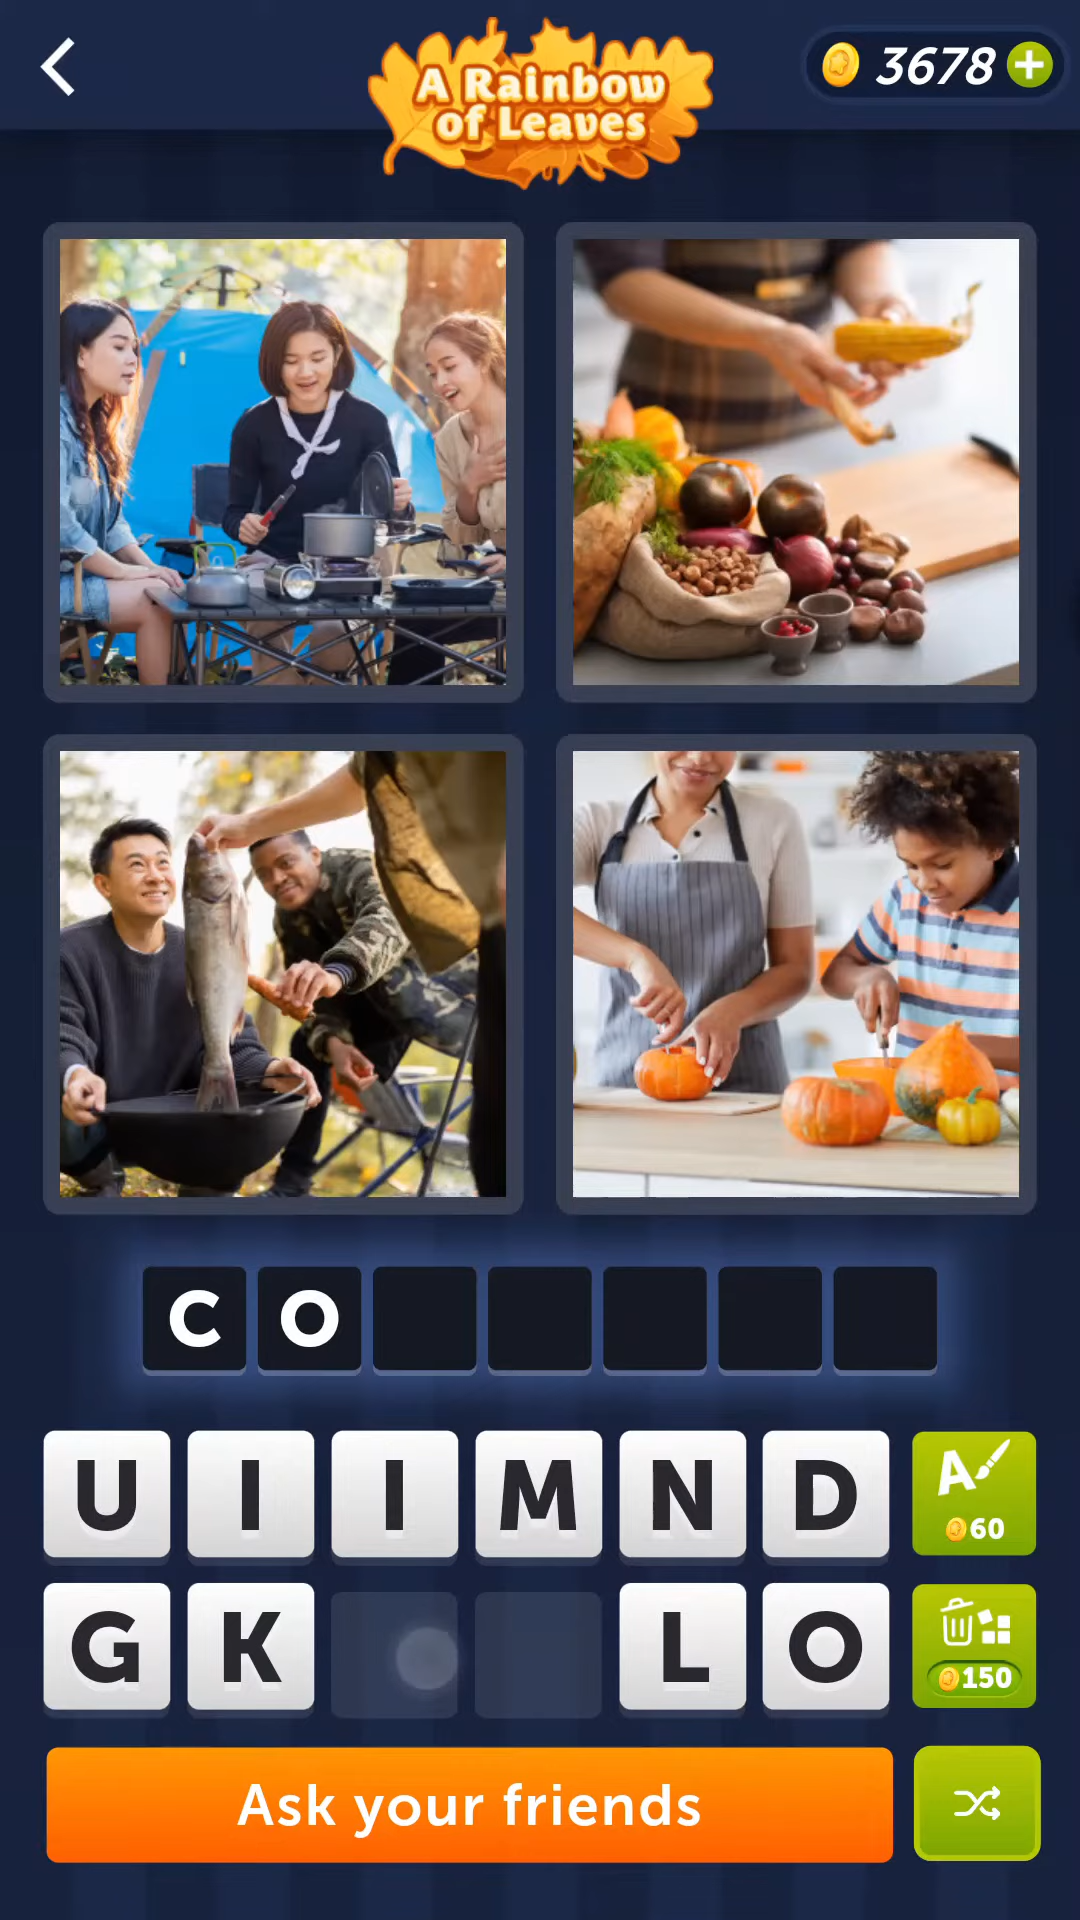 A Rainbow
of Leaves
3678
C O
U I I M N D
A
60
G K L O
150
Ask your friends